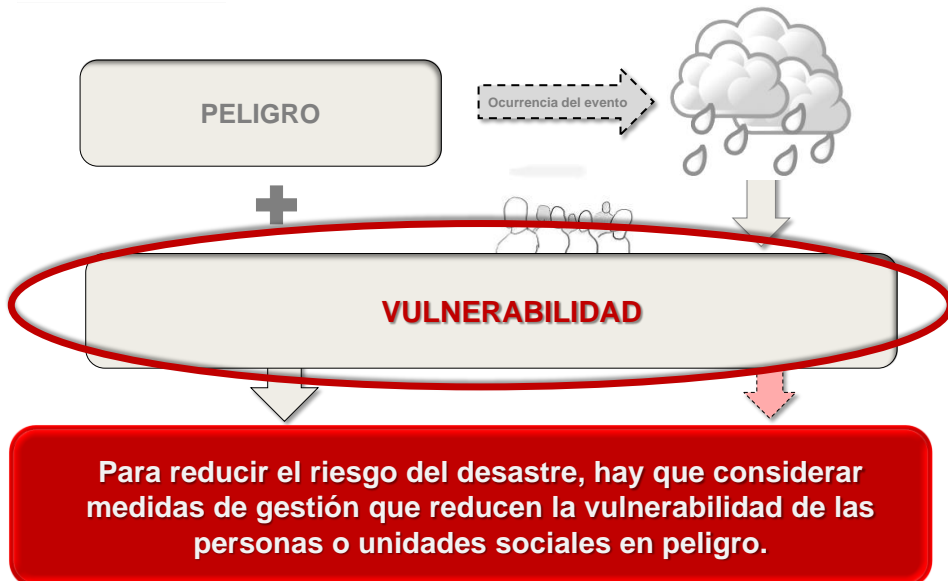 PELIGRO
Ocurrencia del evento
VULNERABILIDAD
Para reducir el riesgo del desastre, hay que considerar
medidas de gestión que reducen la vulnerabilidad de las
personas o unidades sociales en peligro.